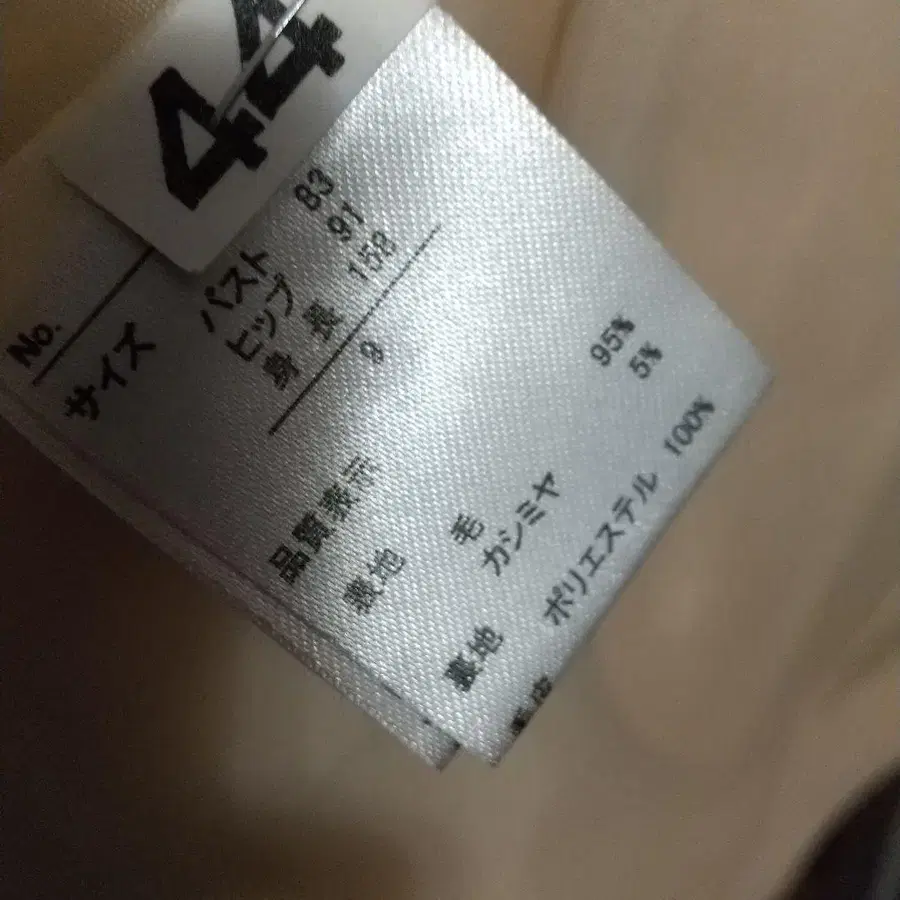 44
No.
サイズ
バスト 83
ヒップ 91
身長 158
9
品質表示
表地 毛 95%
カシミヤ 5%
裏地 ポリエステル 100%